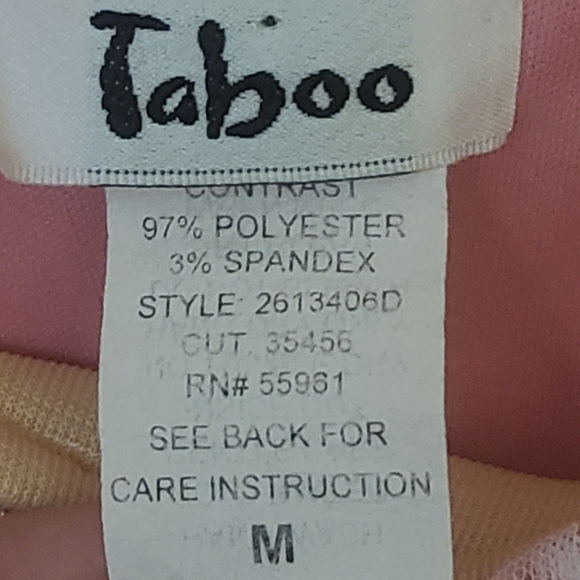 Taboo
CONTRAST
97% POLYESTER
3% SPANDEX
STYLE: 2613406D
CUT. 35456
RN# 55961
SEE BACK FOR
CARE INSTRUCTION
M